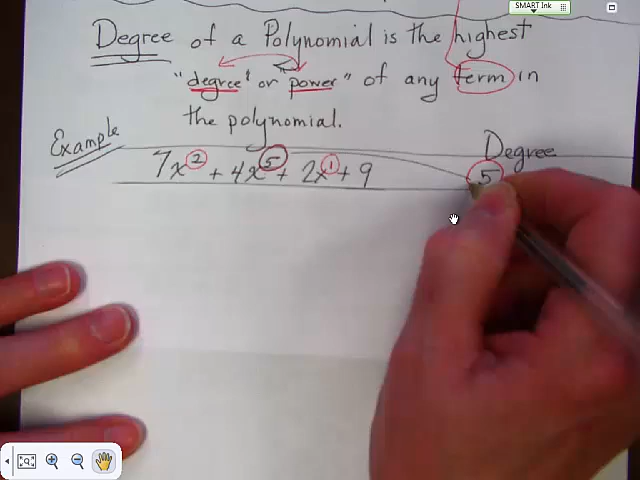 SMART Ink
Degree of a Polynomial is the highest
"degree" or power" of any term in
the polynomial.
Example
Degree
7x² + 4x⁵ + 2x¹ + 9 5